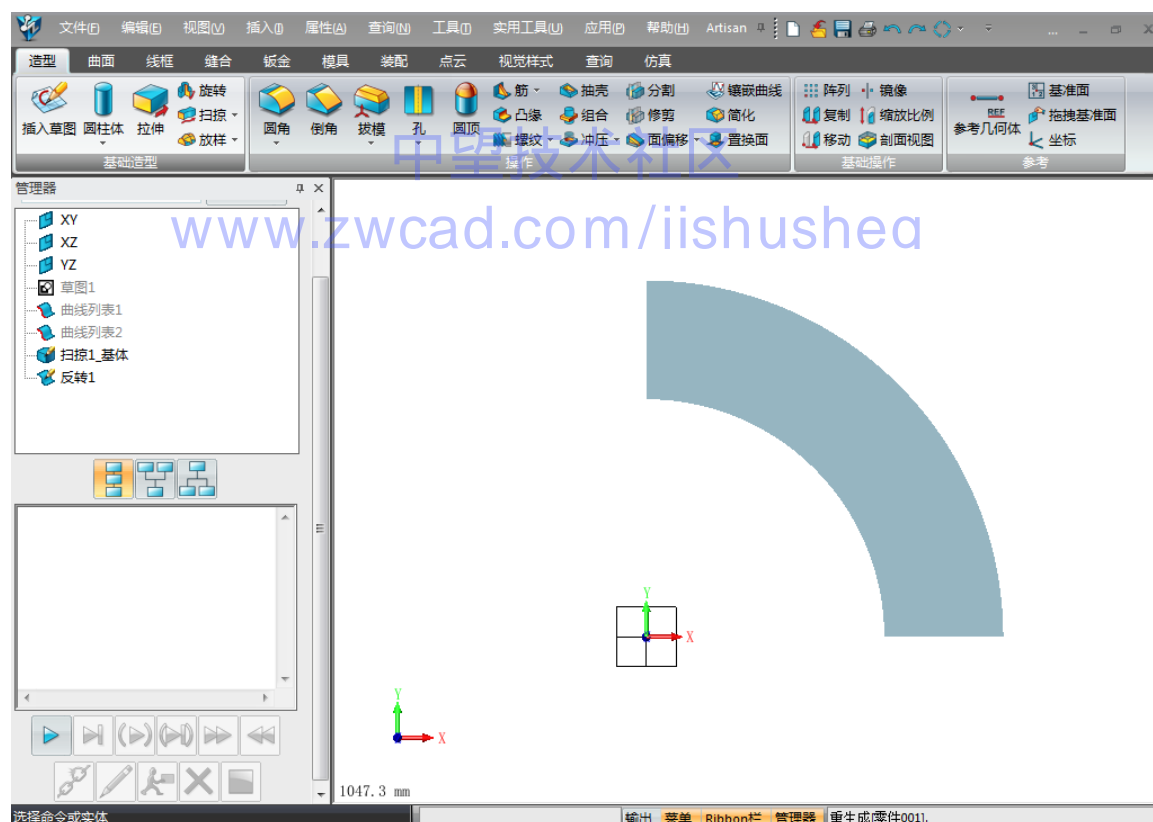 文件(F) 编辑(E) 视图(V) 插入(I) 属性(A) 查询(N) 工具(T) 实用工具(U) 应用(P) 帮助(H) Artisan ...
造型 曲面 线框 缝合 钣金 模具 装配 点云 视觉样式 查询 仿真
旋转 筋 抽壳 分割 镶嵌曲线 阵列 镜像 基准面
扫掠 凸缘 组合 修剪 简化 复制 缩放比例 REF 拖拽基准面
插入草图 圆柱体 拉伸 圆角 倒角 拔模 孔 圆顶 参考几何体
放样 螺纹 冲压 面偏移 置换面 移动 剖面视图 坐标
中望技术社区
基础造型 操作 基础操作 参考
管理器
www.zwcad.com/jishusheq
XY
XZ
YZ
草图1
曲线列表1
曲线列表2
扫掠1_基体
反转1
Y
X
Y
X
1047.3 mm
选择命令或实体 输出 菜单 Ribbon栏 管理器 重生成[零件001].